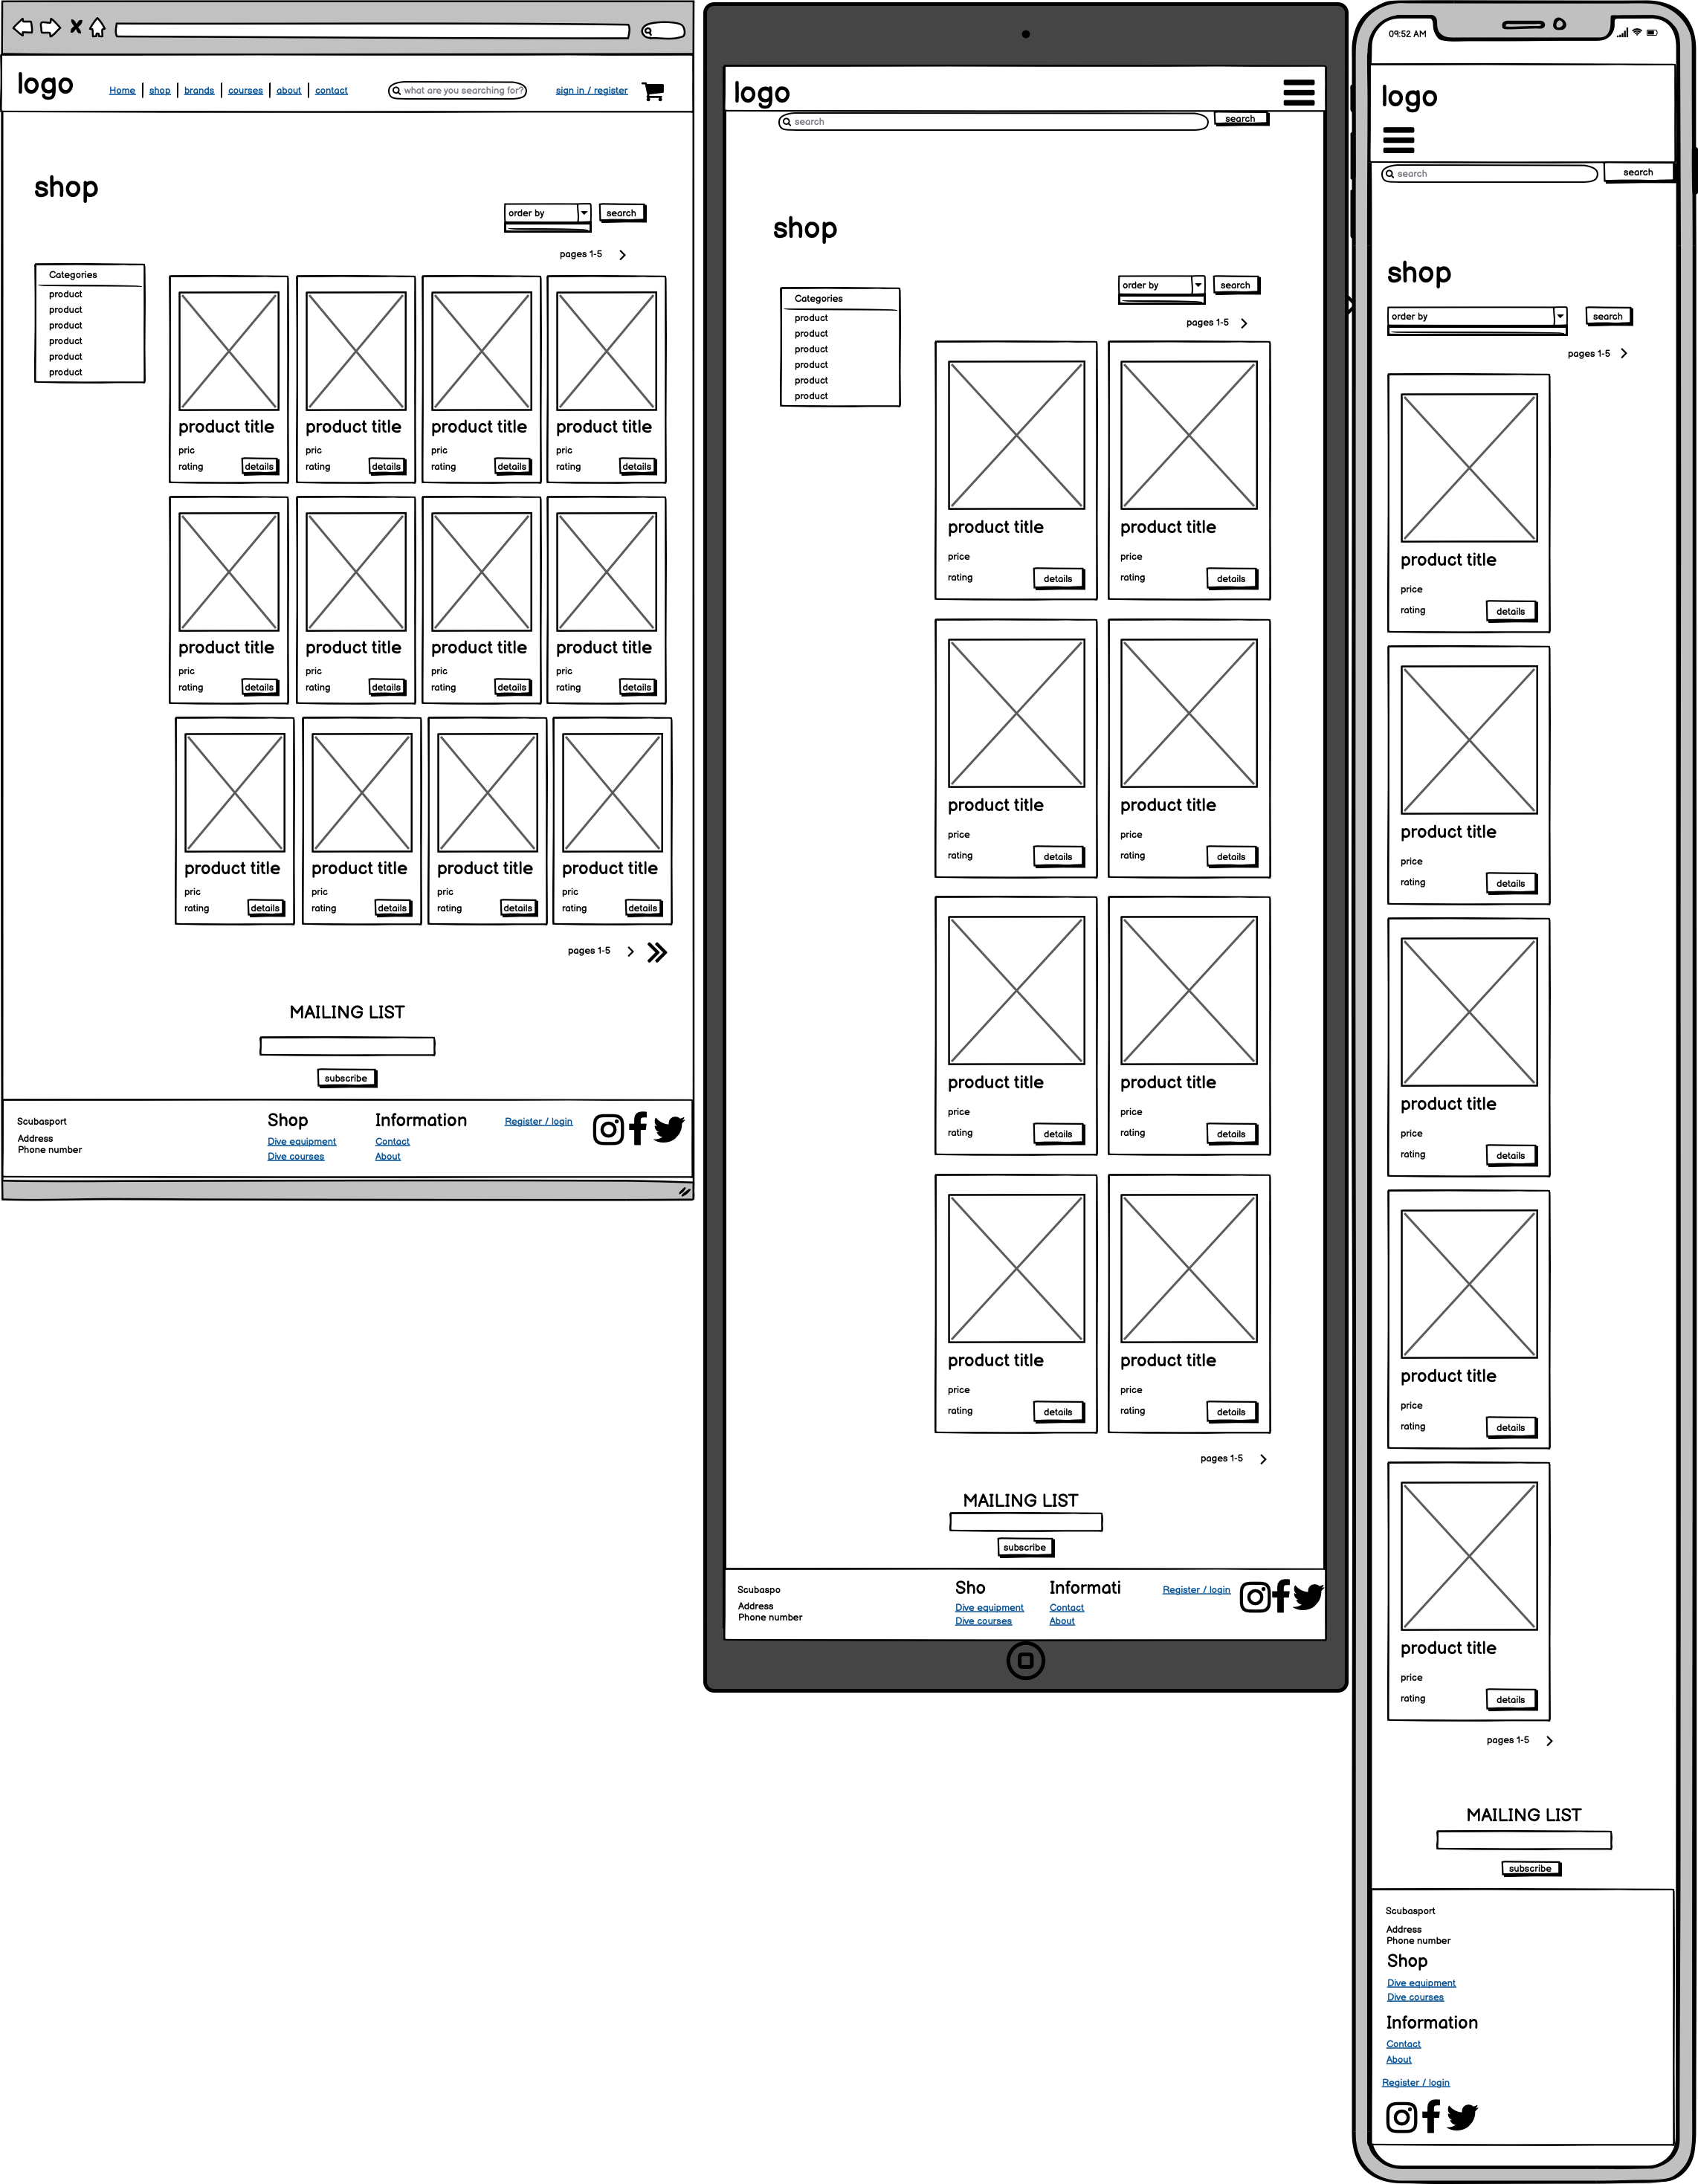 logo
Home | shop | brands | courses | about | contact
what are you searching for?
sign in / register
shop
order by
search
pages 1-5
Categories
product
product
product
product
product
product
product title product title product title product title
pric pric pric pric
rating details rating details rating details rating details
product title product title product title product title
pric pric pric pric
rating details rating details rating details rating details
product title product title product title product title
pric pric pric pric
rating details rating details rating details rating details
pages 1-5
MAILING LIST
subscribe
Scubasport
Address
Phone number
Shop
Dive equipment
Dive courses
Information
Contact
About
Register / login
logo
search
search
shop
order by
search
pages 1-5
Categories
product
product
product
product
product
product
product title product title
price price
rating details rating details
product title product title
price price
rating details rating details
product title product title
price price
rating details rating details
product title product title
price price
rating details rating details
pages 1-5
MAILING LIST
subscribe
Scubaspo
Address
Phone number
Sho
Dive equipment
Dive courses
Informati
Contact
About
Register / login
09:52 AM
logo
search
search
shop
order by
search
pages 1-5
product title
price
rating details
product title
price
rating details
product title
price
rating details
product title
price
rating details
product title
price
rating details
pages 1-5
MAILING LIST
subscribe
Scubasport
Address
Phone number
Shop
Dive equipment
Dive courses
Information
Contact
About
Register / login